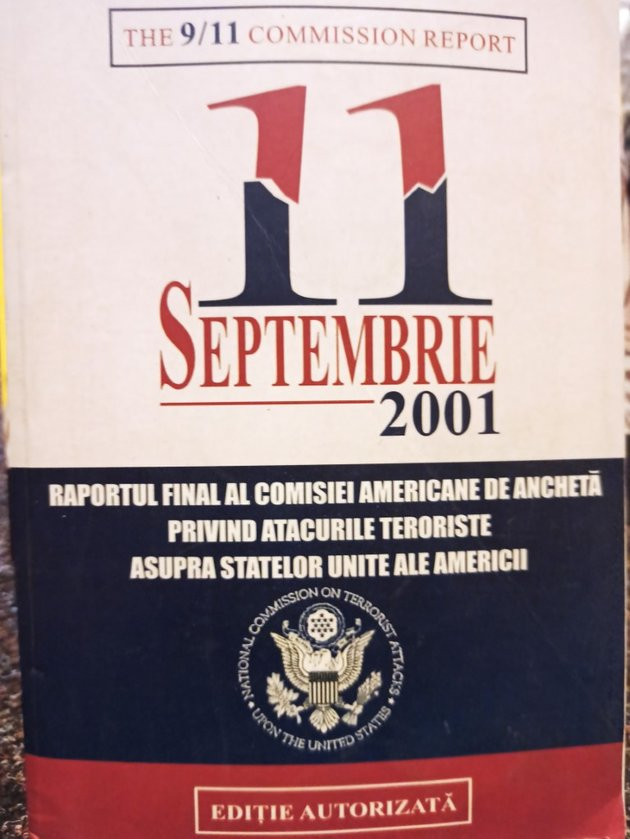 THE 9/11 COMMISSION REPORT
11
SEPTEMBRIE
2001
RAPORTUL FINAL AL COMISIEI AMERICANE DE ANCHETĂ
PRIVIND ATACURILE TERORISTE
ASUPRA STATELOR UNITE ALE AMERICII
NATIONAL COMMISSION ON TERRORIST ATTACKS
UPON THE UNITED STATES
EDIȚIE AUTORIZATĂ